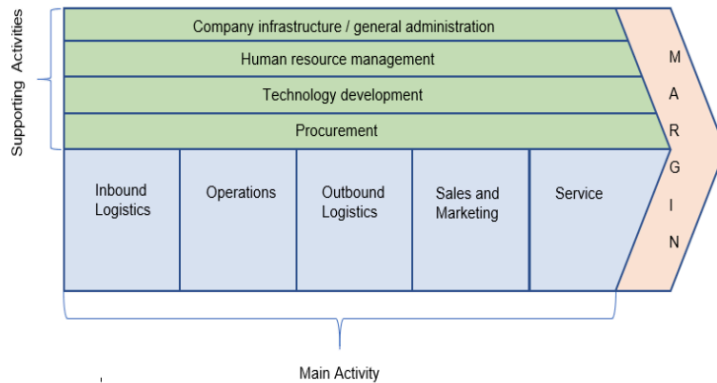 Supporting Activities
Company infrastructure / general administration
Human resource management
Technology development
Procurement
Inbound
Logistics
Operations
Outbound
Logistics
Sales and
Marketing
Service
M
A
R
G
I
N
Main Activity